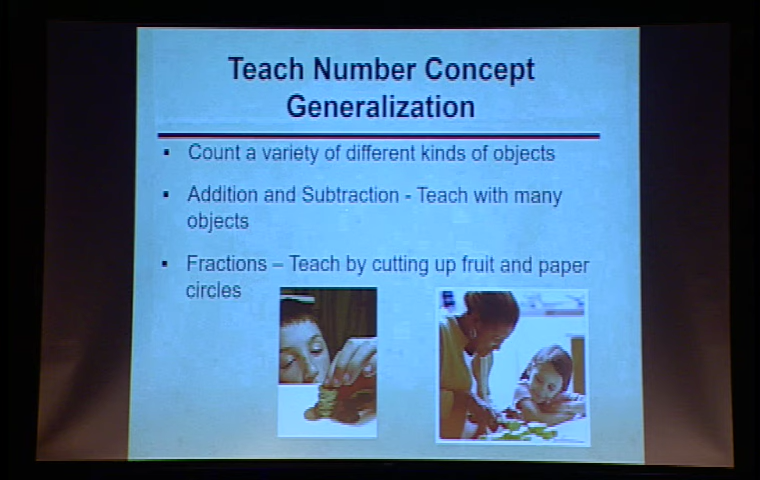 Teach Number Concept
Generalization
▪ Count a variety of different kinds of objects
▪ Addition and Subtraction - Teach with many
objects
▪ Fractions – Teach by cutting up fruit and paper
circles